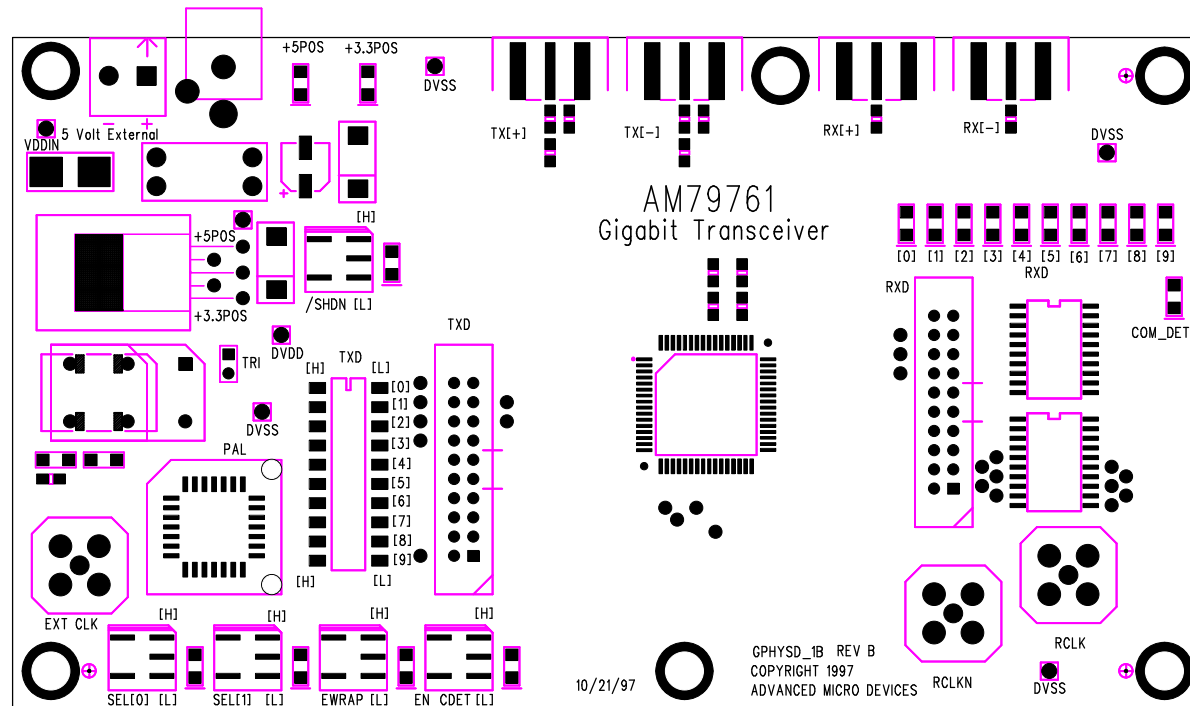 +5POS
+3.3POS
DVSS
- +
5 Volt External
VDDIN
+
TX[+]
TX[-]
RX[+]
RX[-]
DVSS
AM79761
Gigabit Transceiver
[H]
+5POS
+3.3POS
/SHDN [L]
[0] [1] [2] [3] [4] [5] [6] [7] [8] [9]
RXD
RXD
COM_DET
DVDD
TRI
DVSS
PAL
TXD
TXD
[H] [L]
[0]
[1]
[2]
[3]
[4]
[5]
[6]
[7]
[8]
[9]
[H] [L]
EXT CLK
[H]
[H]
[H]
[H]
SEL[0] [L]
SEL[1] [L]
EWRAP [L]
EN CDET [L]
10/21/97
GPHYSD_1B REV B
COPYRIGHT 1997
ADVANCED MICRO DEVICES
RCLKN
RCLK
DVSS